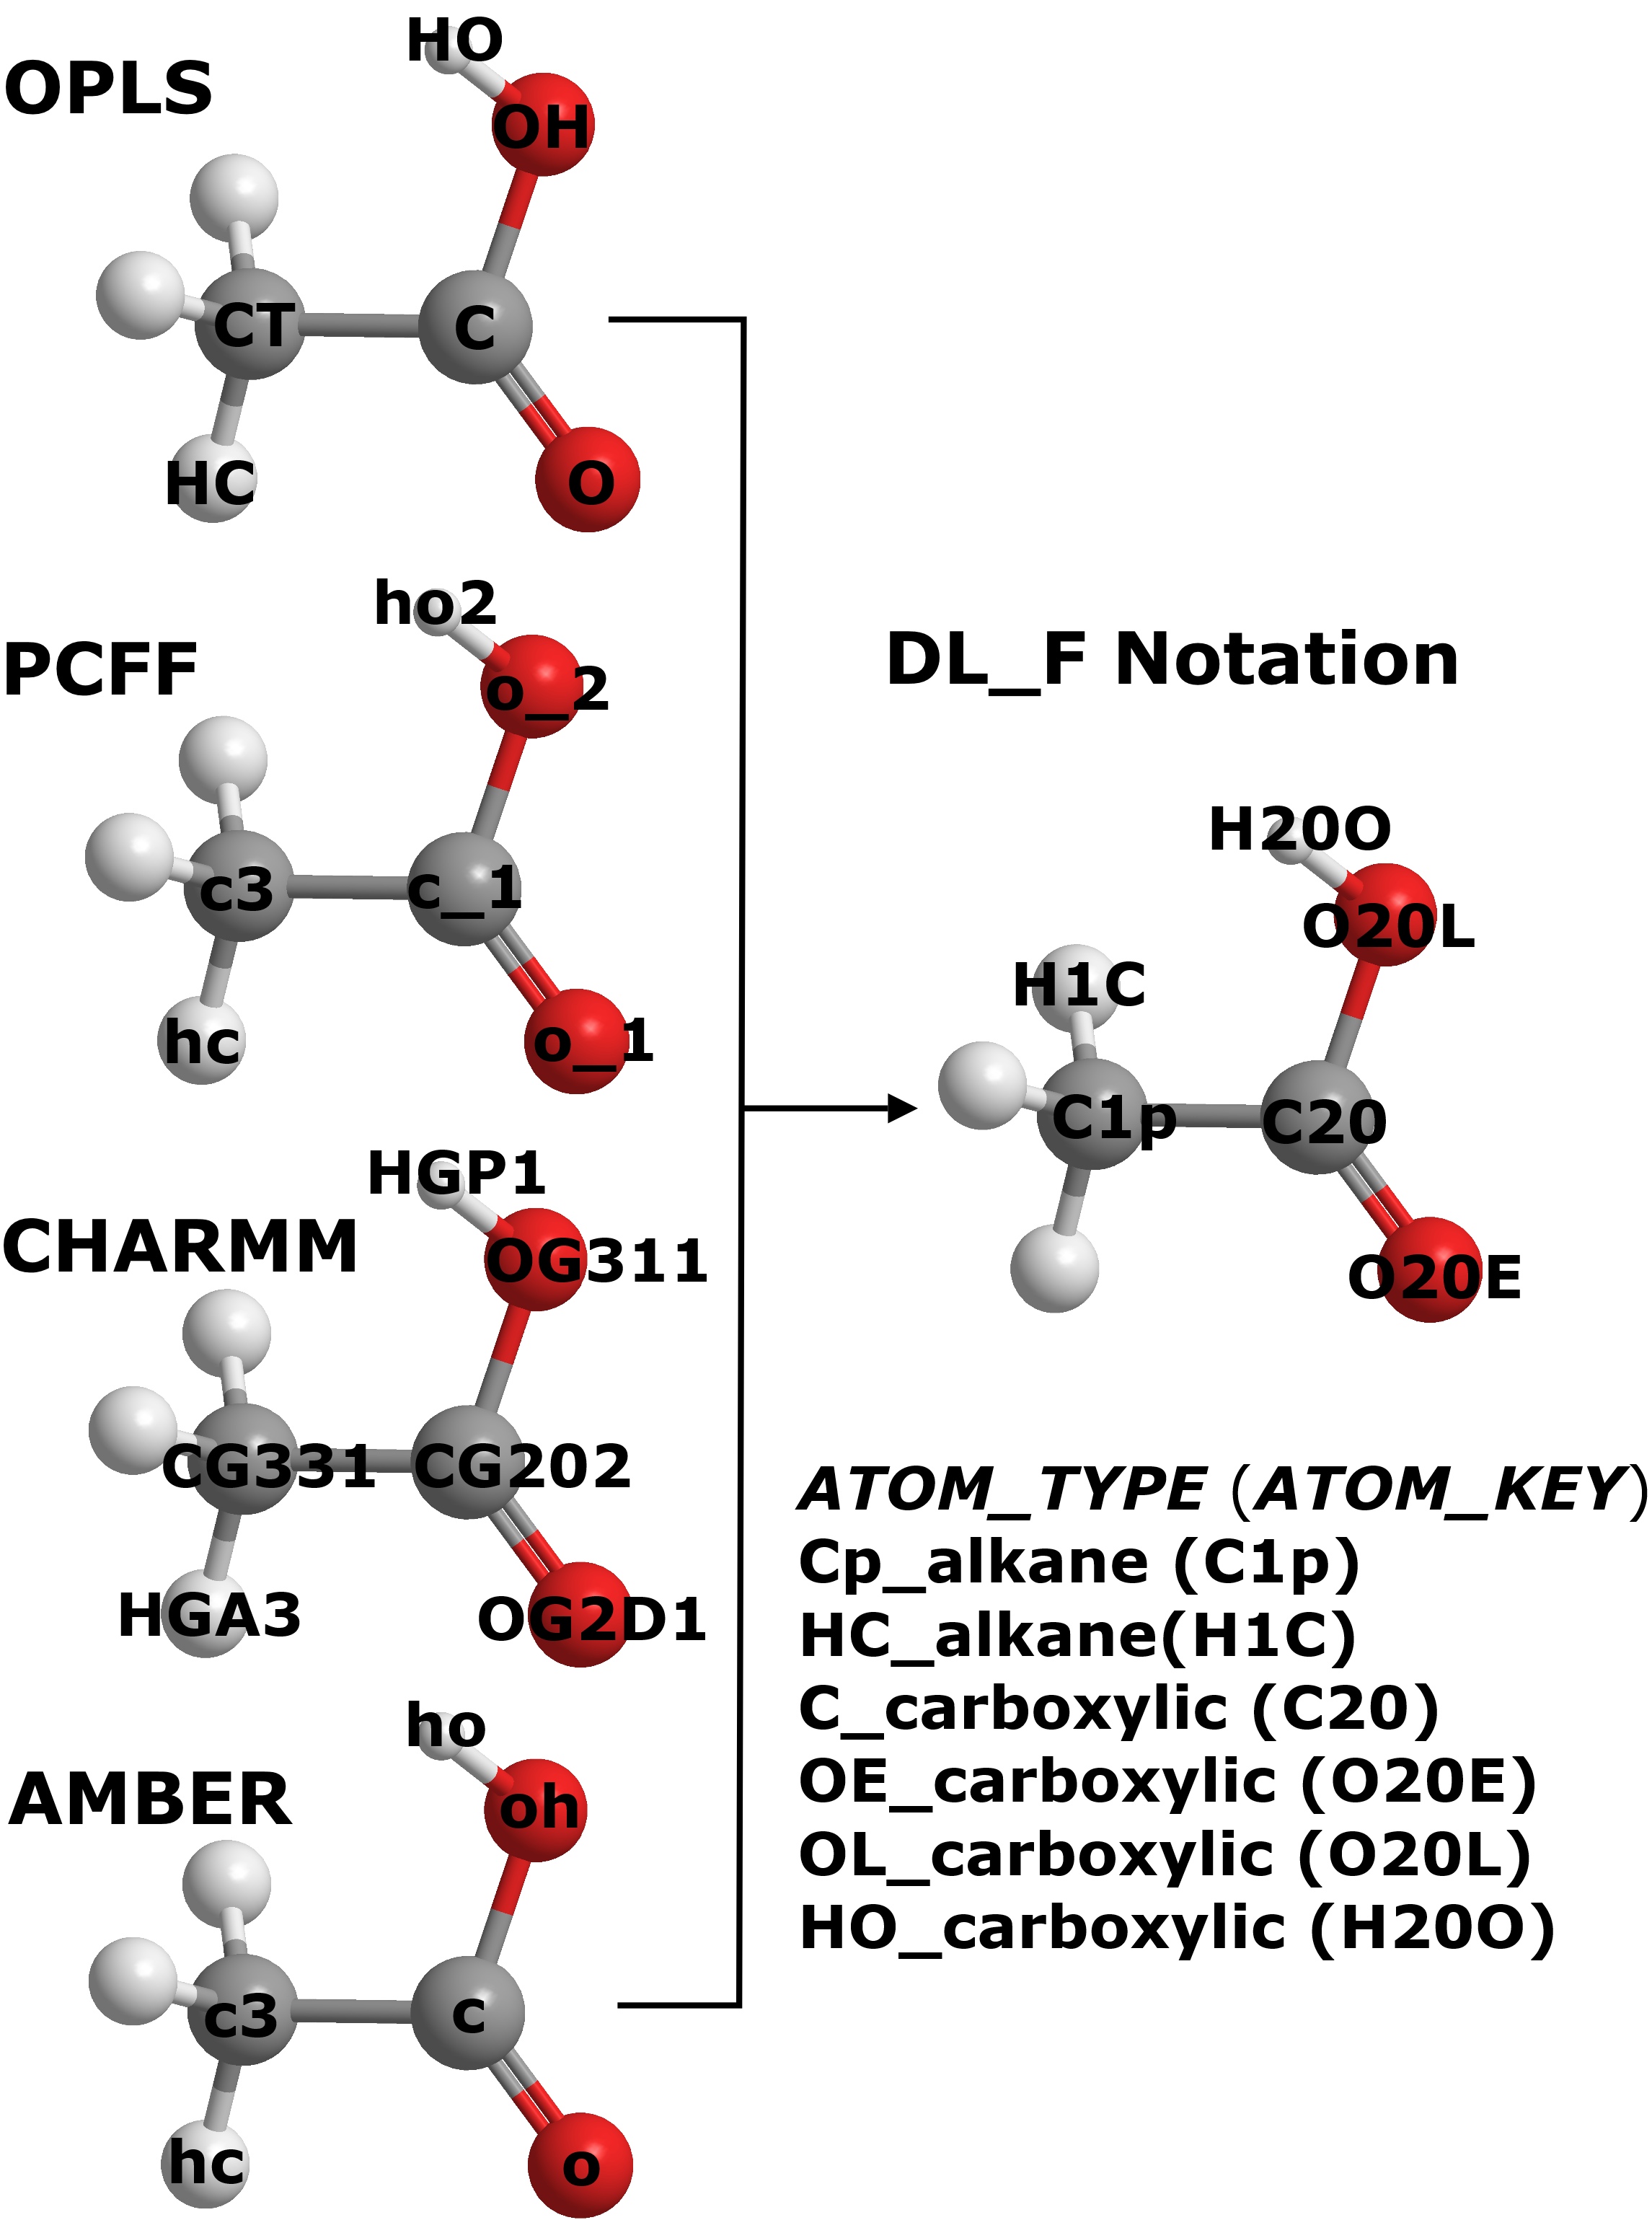 OPLS
HO
OH
CT
C
HC
O
PCFF
ho2
o_2
c3
c_1
hc
o_1
CHARMM
HGP1
OG311
CG331
CG202
HGA3
OG2D1
AMBER
ho
oh
c3
c
hc
o
DL_F Notation
H20O
O20L
H1C
C1p
C20
O20E
ATOM_TYPE (ATOM_KEY)
Cp_alkane (C1p)
HC_alkane(H1C)
C_carboxylic (C20)
OE_carboxylic (O20E)
OL_carboxylic (O20L)
HO_carboxylic (H20O)